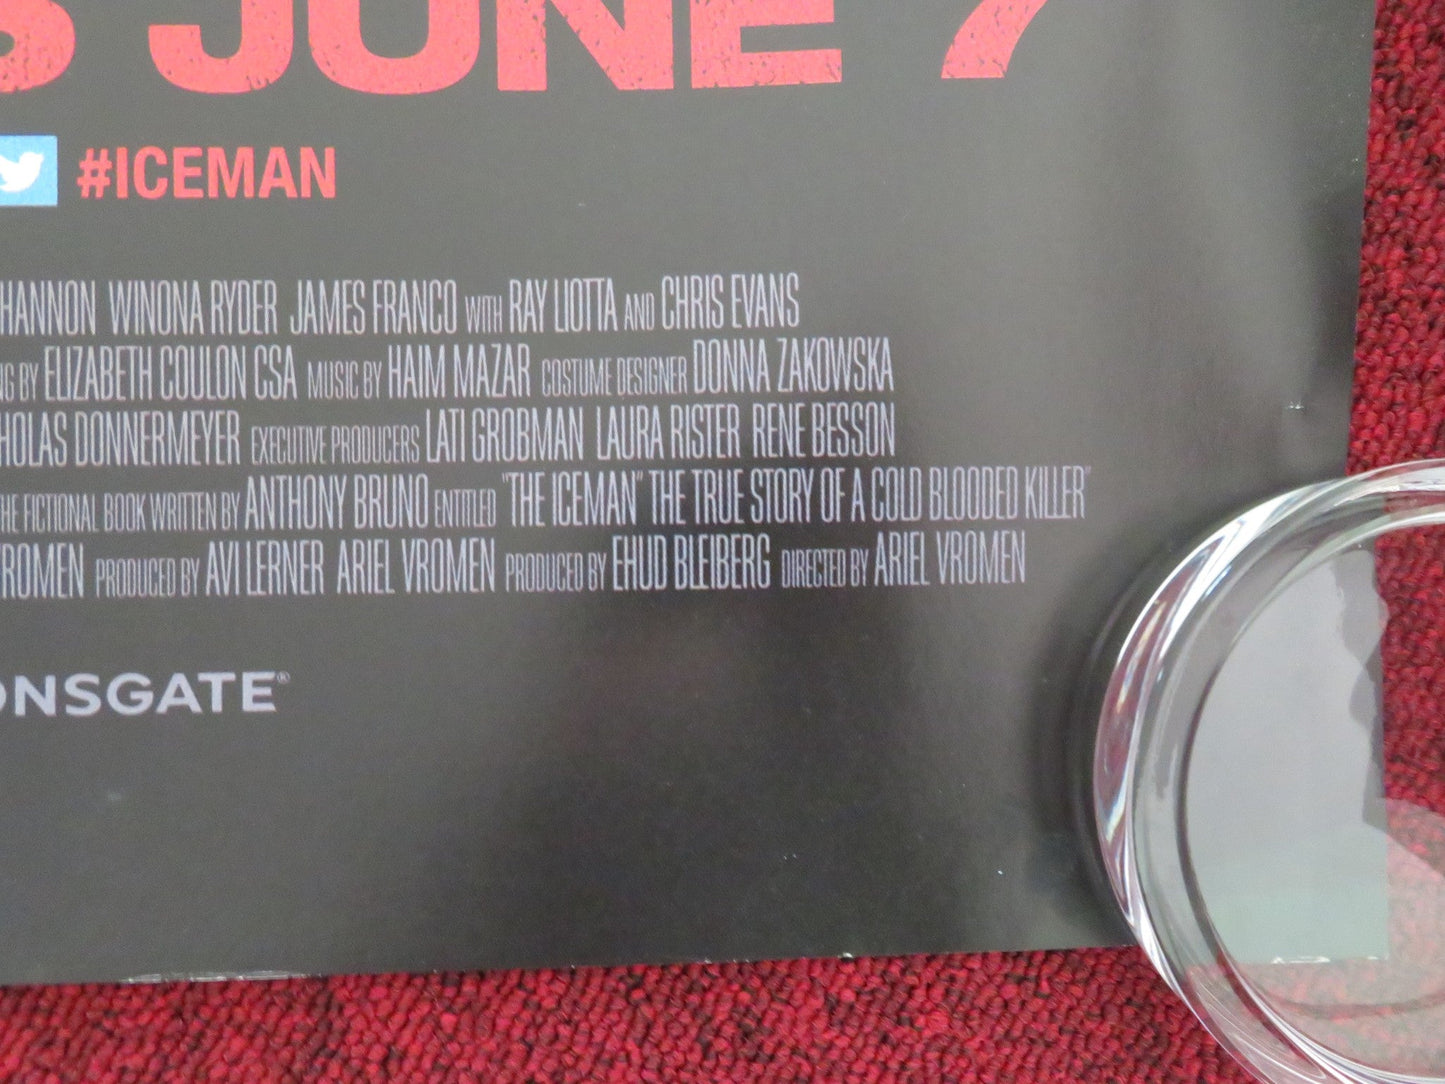 S JUNE 7
#ICEMAN
HANNON WINONA RYDER JAMES FRANCO WITH RAY LIOTTA AND CHRIS EVANS
NG BY ELIZABETH COULON CSA MUSIC BY HAIM MAZAR COSTUME DESIGNER DONNA ZAKOWSKA
HOLAS DONNERMEYER EXECUTIVE PRODUCERS LATI GROBMAN LAURA RISTER RENE BESSON
HE FICTIONAL BOOK WRITTEN BY ANTHONY BRUNO ENTITLED "THE ICEMAN" THE TRUE STORY OF A COLD BLOODED KILLER"
VROMEN PRODUCED BY AVI LERNER ARIEL VROMEN PRODUCED BY EHUD BLEIBERG DIRECTED BY ARIEL VROMEN
ONSGATE®